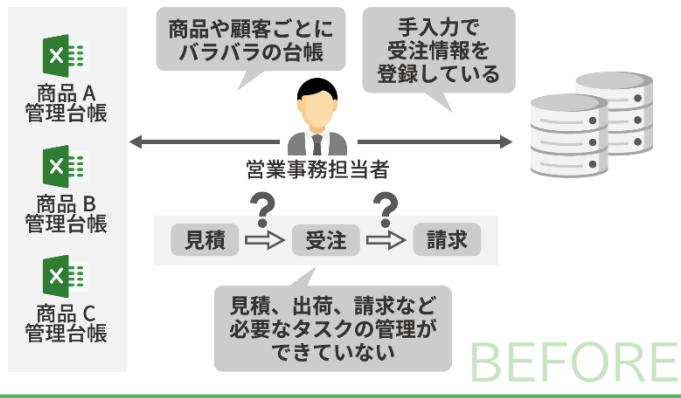 商品や顧客ごとに
バラバラの台帳
手入力で
受注情報を
登録している
商品 A
管理台帳
商品 B
管理台帳
商品 C
管理台帳
営業事務担当者
?
?
見積
受注
請求
見積、出荷、請求など
必要なタスクの管理が
できていない
BEFORE